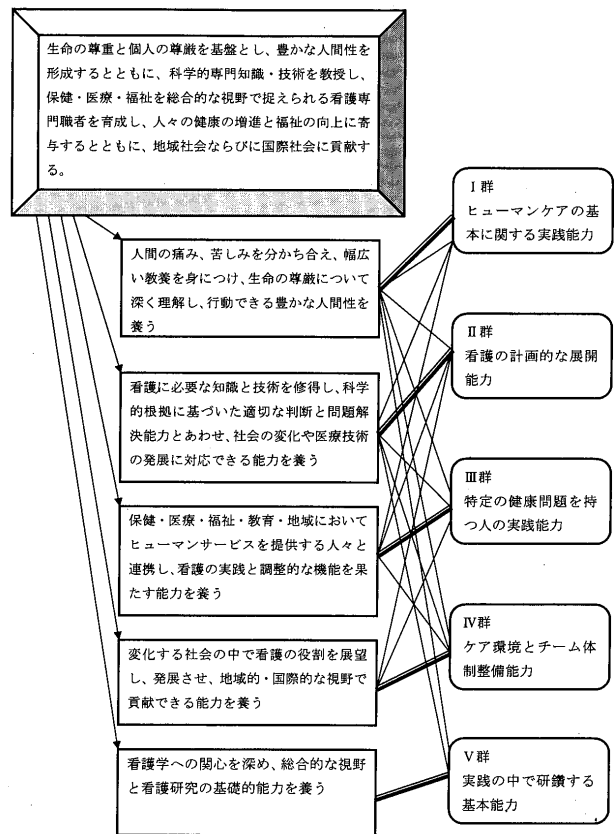 生命の尊重と個人の尊厳を基盤とし、豊かな人間性を
形成するとともに、科学的専門知識・技術を教授し、
保健・医療・福祉を総合的な視野で捉えられる看護専
門職者を育成し、人々の健康の増進と福祉の向上に寄
与するとともに、地域社会ならびに国際社会に貢献す
る。
人間の痛み、苦しみを分かち合え、幅広
い教養を身につけ、生命の尊厳について
深く理解し、行動できる豊かな人間性を
養う
看護に必要な知識と技術を修得し、科学
的根拠に基づいた適切な判断と問題解
決能力とあわせ、社会の変化や医療技術
の発展に対応できる能力を養う
保健・医療・福祉・教育・地域において
ヒューマンサービスを提供する人々と
連携し、看護の実践と調整的な機能を果
たす能力を養う
変化する社会の中で看護の役割を展望
し、発展させ、地域的・国際的な視野で
貢献できる能力を養う
看護学への関心を深め、総合的な視野
と看護研究の基礎的能力を養う
Ⅰ群
ヒューマンケアの基
本に関する実践能力
Ⅱ群
看護の計画的な展開
能力
Ⅲ群
特定の健康問題を持
つ人の実践能力
Ⅳ群
ケア環境とチーム体
制整備能力
Ⅴ群
実践の中で研鑽する
基本能力